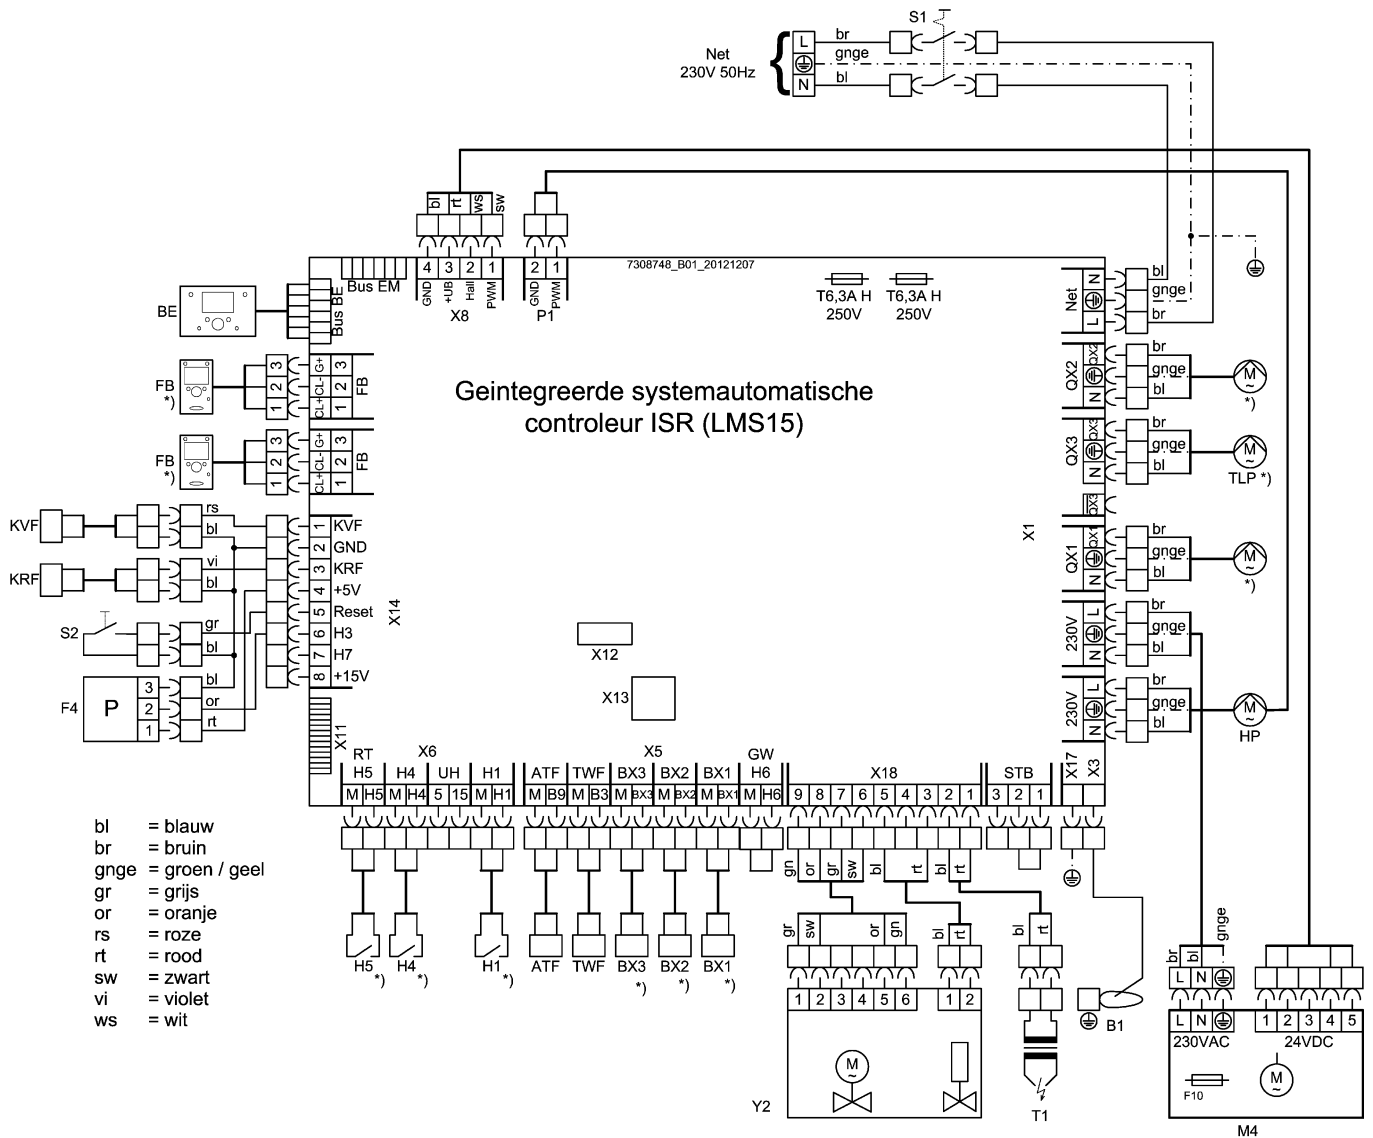 S1
Net
230V 50Hz
L
N
br
gnge
bl
bl rt ws sw
4 3 2 1
GND +UB Hall PWM
X8
2 1
GND PWM
P1
7308748_B01_20121207
T6,3A H
250V
T6,3A H
250V
Bus EM
Bus BE
BE
Net
N
L
bl
gnge
br
FB
*)
3 2 1
G+ CL- CL+
3 2 1
FB
FB
*)
3 2 1
G+ CL- CL+
3 2 1
FB
Geintegreerde systemautomatische
controleur ISR (LMS15)
QX2
QX2
N
br
gnge
bl
M
~
*)
QX3
QX3
N
br
gnge
bl
M
~
TLP *)
QX3
X1
QX1
QX1
N
br
gnge
bl
M
~
*)
230V
L
N
br
gnge
bl
230V
L
N
br
gnge
bl
M
~
HP
KVF
rs
bl
KRF
vi
bl
S2
gr
bl
F4
P
3
2
1
bl
or
rt
1 KVF
2 GND
3 KRF
4 +5V
5 Reset
6 H3
7 H7
8 +15V
X14
X12
X13
X11
RT
H5
X6
H4 UH H1
M H5 M H4 5 15 M H1
X5
ATF TWF BX3 BX2 BX1
M B9 M B3 M BX3 M BX2 M BX1
GW
H6
M H6
X18
9 8 7 6 5 4 3 2 1
STB
3 2 1
X17
X3
gn or gr sw bl rt bl rt
H5 *)
H4 *)
H1 *)
ATF
TWF
BX3
*)
BX2
*)
BX1
*)
gr sw or gn bl rt
1 2 3 4 5 6
1 2
M
~
Y2
bl rt
T1
B1
br bl gnge
L N
L N
230VAC
1 2 3 4 5
24VDC
F10
M
~
M4
bl = blauw
br = bruin
gnge = groen / geel
gr = grijs
or = oranje
rs = roze
rt = rood
sw = zwart
vi = violet
ws = wit